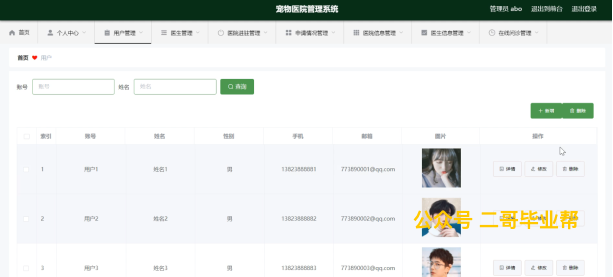 宠物医院管理系统
管理员 abo 退出到前台 退出登录
首页 个人中心 用户管理 医生管理 医院进驻管理 申请情况管理 医院信息管理 医生信息管理 在线问诊管理
首页 用户
账号 账号 姓名 姓名 查询
新增 删除
索引 账号 姓名 性别 手机 邮箱 图片 操作
1 用户1 姓名1 男 13823888881 773890001@qq.com 详情 修改 删除
2 用户2 姓名2 男 13823888882 773890002@qq.com 详情 修改 删除
公众号 二哥毕业帮
3 用户3 姓名3 男 13823888883 773890003@qq.com 详情 修改 删除